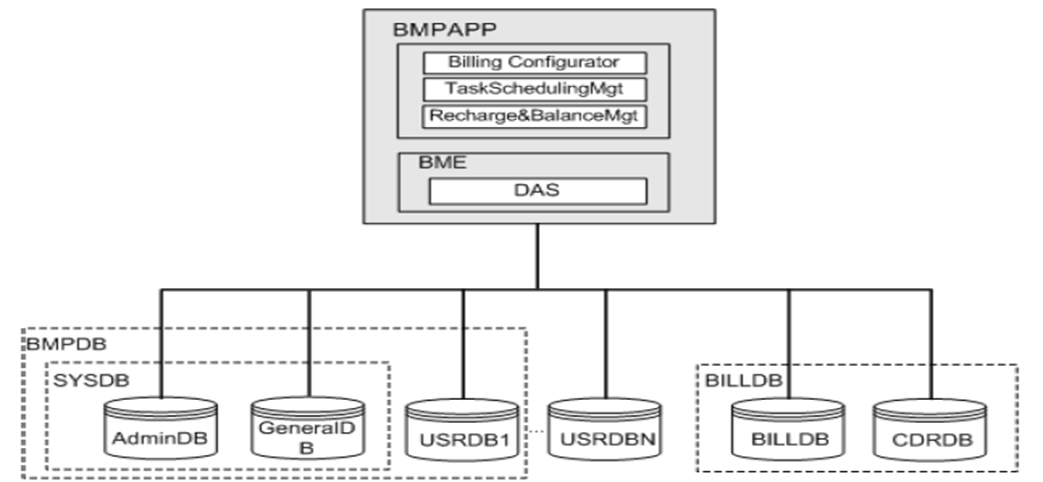 BMPAPP
Billing Configurator
TaskSchedulingMgt
Recharge&BalanceMgt
BME
DAS
BMPDB
SYSDB
AdminDB
GeneralD
B
USRDB1
...
USRDBN
BILLDB
BILLDB
CDRDB